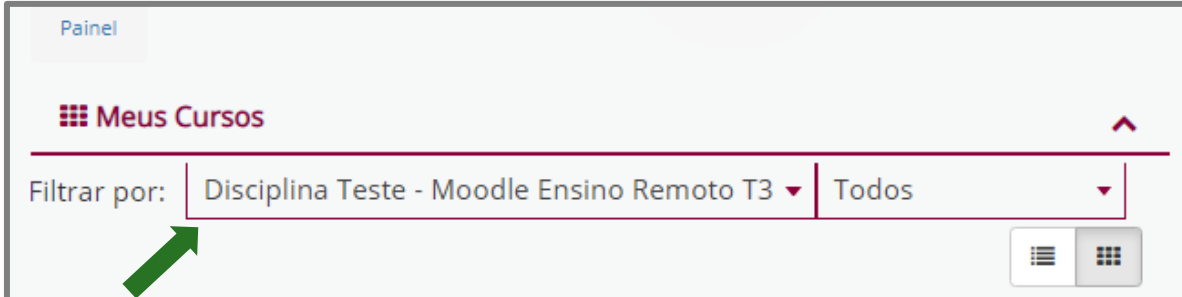 Painel
Meus Cursos
Filtrar por: Disciplina Teste - Moodle Ensino Remoto T3 Todos